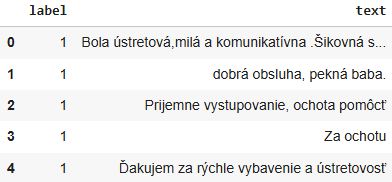 label text
0 1 Bola ústretová,milá a komunikatívna .Šikovná s...
1 1 dobrá obsluha, pekná baba.
2 1 Prijemne vystupovanie, ochota pomôcť
3 1 Za ochotu
4 1 Ďakujem za rýchle vybavenie a ústretovosť